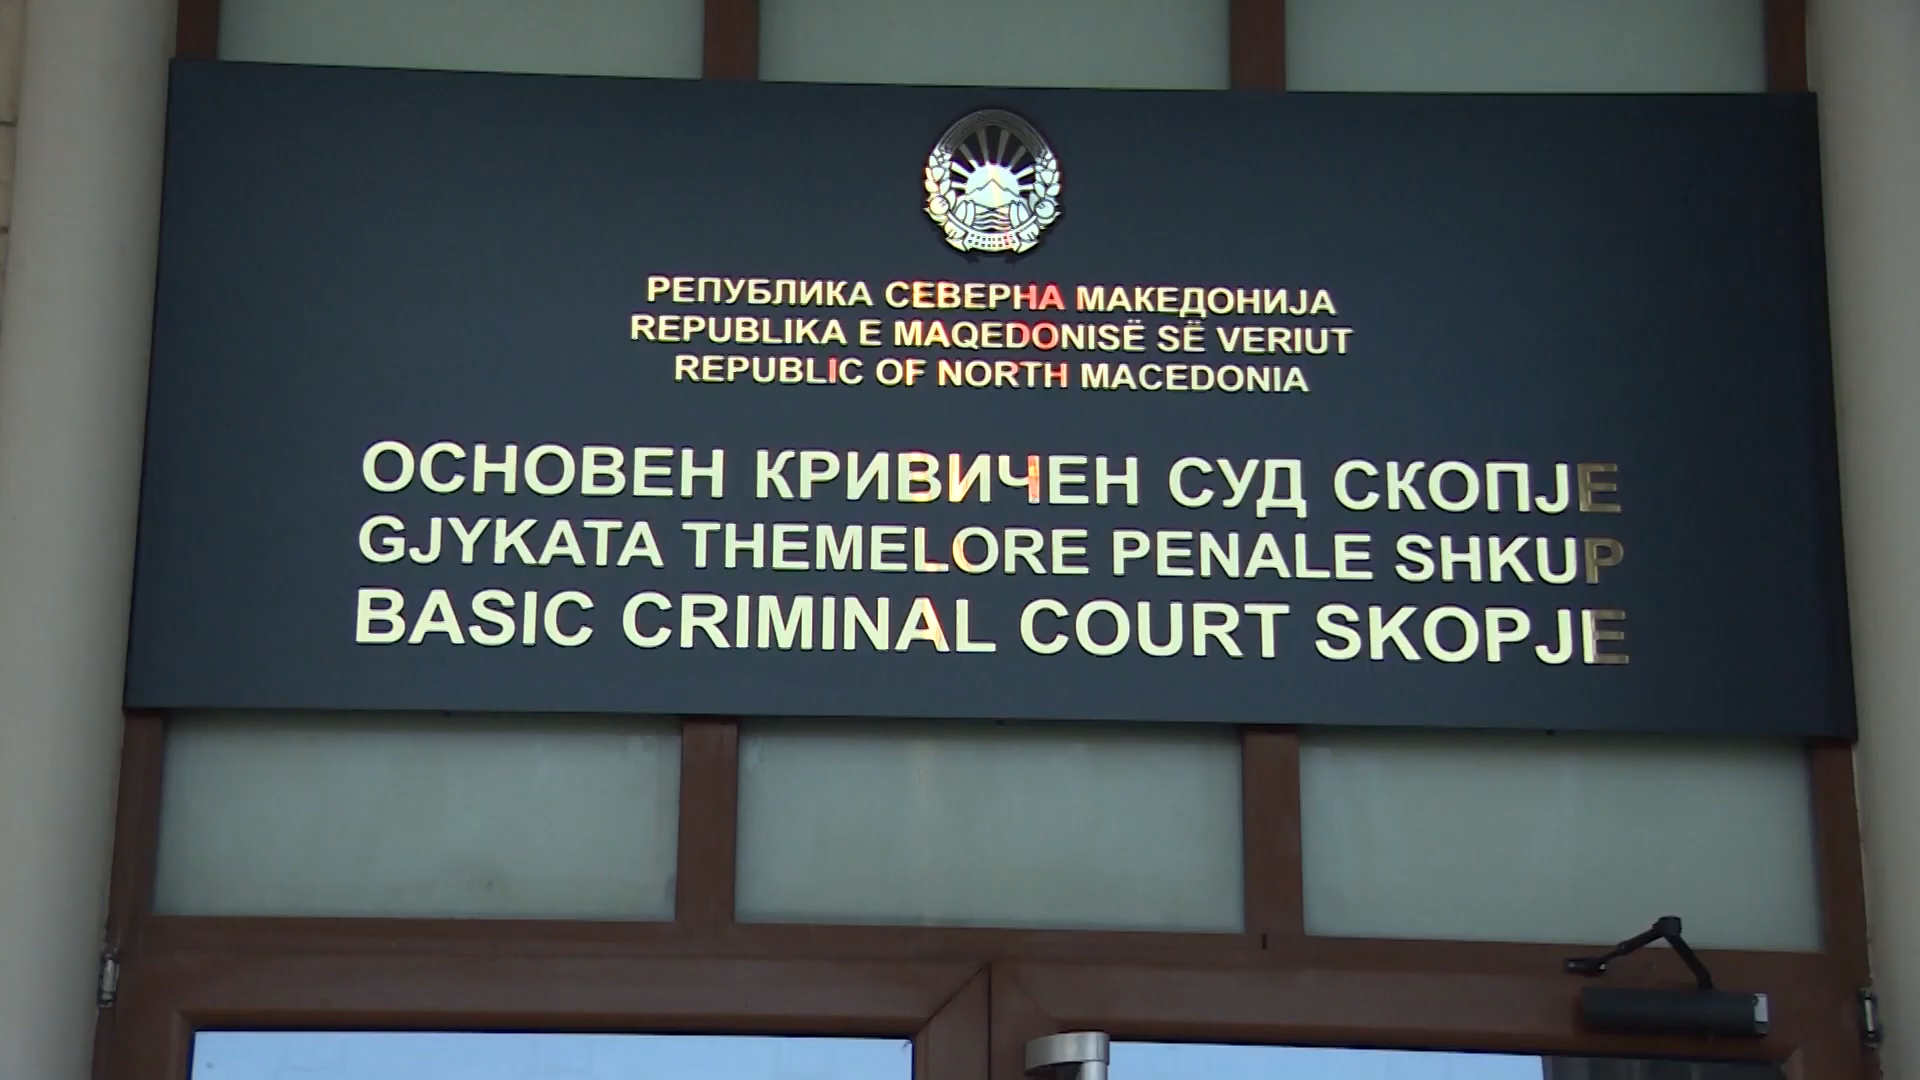 РЕПУБЛИКА СЕВЕРНА МАКЕДОНИЈА
REPUBLIKA E MAQEDONISË SË VERIUT
REPUBLIC OF NORTH MACEDONIA
ОСНОВЕН КРИВИЧЕН СУД СКОПЈЕ
GJYKATA THEMELORE PENALE SHKUP
BASIC CRIMINAL COURT SKOPJE